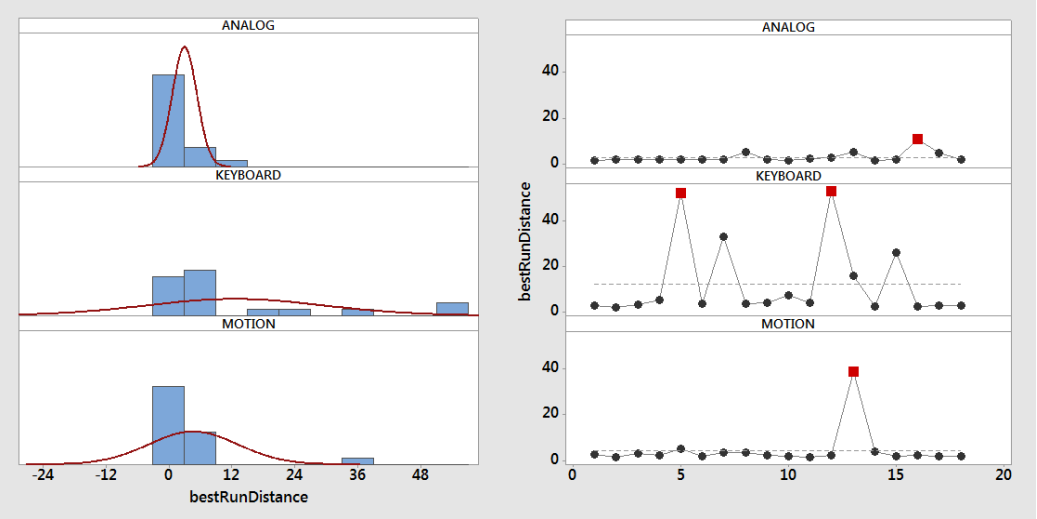 ANALOG
KEYBOARD
MOTION
-24 -12 0 12 24 36 48
bestRunDistance
bestRunDistance
ANALOG
40
20
0
KEYBOARD
40
20
0
MOTION
40
20
0
0 5 10 15 20